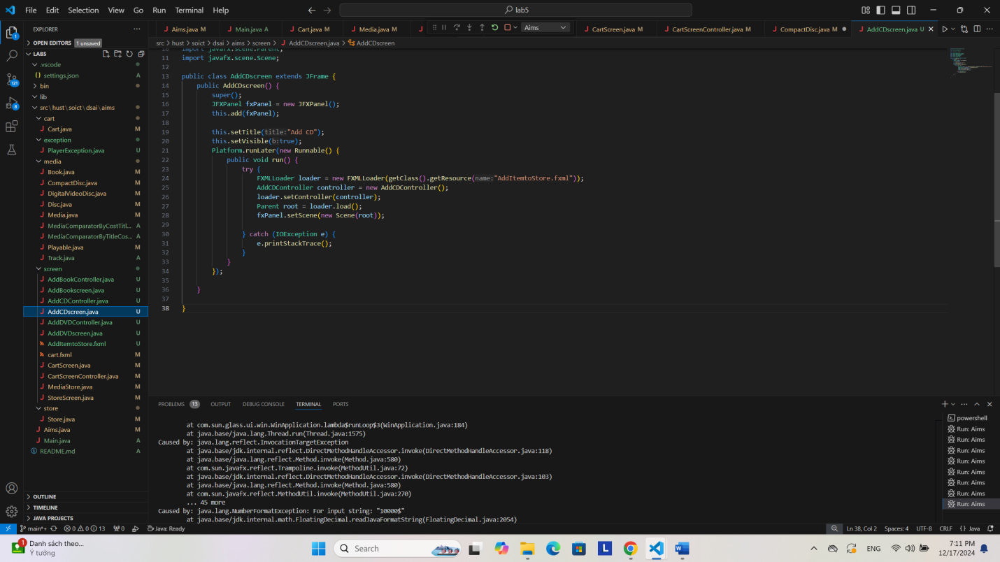 File Edit Selection View Go Run Terminal Help
lab5
EXPLORER
OPEN EDITORS 1 unsaved
LAB5
.vscode
settings.json A
bin
lib
src\hust\soict\dsai\aims
cart
Cart.java M
exception
PlayerException.java U
media
Book.java M
CompactDisc.java M
DigitalVideoDisc.java M
Disc.java M
Media.java M
MediaComparatorByCostTitl... A
MediaComparatorByTitleCos... A
Playable.java M
Track.java A
screen
AddBookController.java U
AddBookscreen.java U
AddCDController.java U
AddCDscreen.java U
AddDVDController.java U
AddDVDscreen.java U
AddItemtoStore.fxml U
cart.fxml M
CartScreen.java M
CartScreenController.java M
MediaStore.java M
StoreScreen.java M
store
Store.java M
Aims.java M
Main.java A
README.md A
OUTLINE
TIMELINE
JAVA PROJECTS
121
1
8
Aims.java M Main.java A Cart.java M Media.java M Aims CartScreen.java M CartScreenController.java M CompactDisc.java M AddCDscreen.java U
src > hust > soict > dsai > aims > screen > AddCDscreen.java > AddCDscreen
10 import javafx.scene.Parent;
11 import javafx.scene.Scene;
12
13 public class AddCDscreen extends JFrame {
14 public AddCDscreen() {
15 super();
16 JFXPanel fxPanel = new JFXPanel();
17 this.add(fxPanel);
18
19 this.setTitle(title:"Add CD");
20 this.setVisible(b:true);
21 Platform.runLater(new Runnable() {
22 public void run() {
23 try {
24 FXMLLoader loader = new FXMLLoader(getClass().getResource(name:"AddItemtoStore.fxml"));
25 AddCDController controller = new AddCDController();
26 loader.setController(controller);
27 Parent root = loader.load();
28 fxPanel.setScene(new Scene(root));
29
30 } catch (IOException e) {
31 e.printStackTrace();
32 }
33 }
34 });
35
36 }
37
38 }
PROBLEMS 13 OUTPUT DEBUG CONSOLE TERMINAL PORTS
at com.sun.glass.ui.win.WinApplication.lambda$runLoop$3(WinApplication.java:184)
at java.base/java.lang.Thread.run(Thread.java:1575)
Caused by: java.lang.reflect.InvocationTargetException
at java.base/jdk.internal.reflect.DirectMethodHandleAccessor.invoke(DirectMethodHandleAccessor.java:118)
at java.base/java.lang.reflect.Method.invoke(Method.java:580)
at com.sun.javafx.reflect.Trampoline.invoke(MethodUtil.java:72)
at java.base/jdk.internal.reflect.DirectMethodHandleAccessor.invoke(DirectMethodHandleAccessor.java:103)
at java.base/java.lang.reflect.Method.invoke(Method.java:580)
at com.sun.javafx.reflect.MethodUtil.invoke(MethodUtil.java:270)
... 45 more
Caused by: java.lang.NumberFormatException: For input string: "10000$"
at java.base/jdk.internal.math.FloatingDecimal.readJavaFormatString(FloatingDecimal.java:2054)
powershell
Run: Aims
Run: Aims
Run: Aims
Run: Aims
Run: Aims
Run: Aims
Run: Aims
Run: Aims
main*+ 0 0 13 0 Java: Ready Ln 38, Col 2 Spaces: 4 UTF-8 CRLF {} Java
1 Danh sách theo...
Ý tưởng
Search
ENG
7:11 PM
12/17/2024